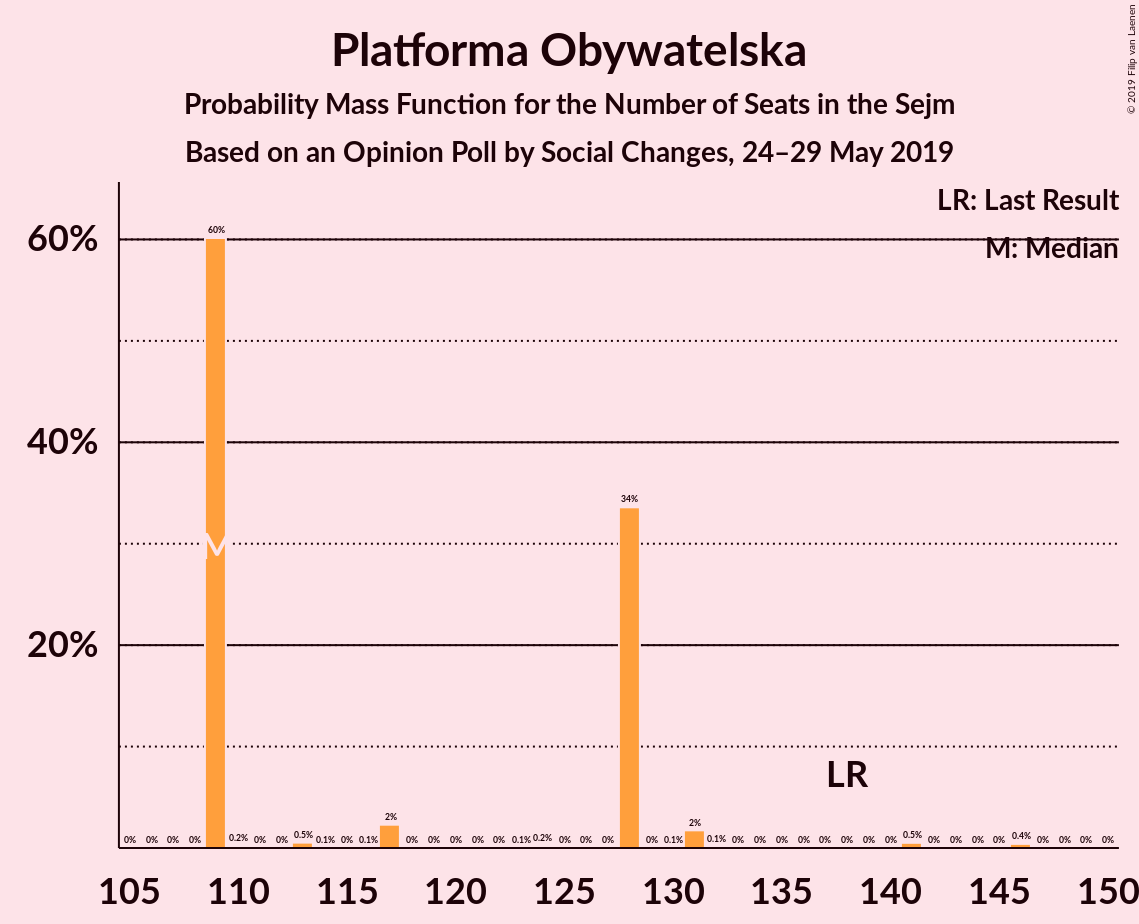 Platforma Obywatelska
Probability Mass Function for the Number of Seats in the Sejm
Based on an Opinion Poll by Social Changes, 24–29 May 2019
© 2019 Filip van Laenen
LR: Last Result
M: Median
60%
40%
20%
0% 0% 0% 0% 60% 0.2% 0% 0% 0.5% 0.1% 0% 0.1% 2% 0% 0% 0% 0% 0% 0.1% 0.2% 0% 0% 0% 34% 0% 0.1% 2% 0.1% 0% 0% 0% 0% 0% 0% 0% 0% 0.5% 0% 0% 0% 0% 0.4% 0% 0% 0% 0%
M
LR
105 110 115 120 125 130 135 140 145 150